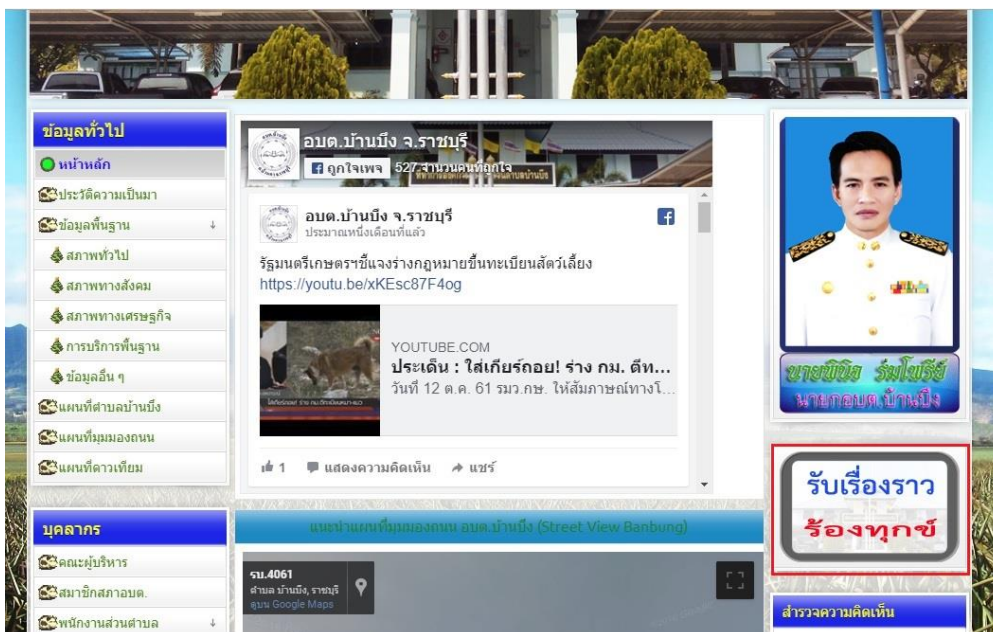 ข้อมูลทั่วไป
หน้าหลัก
ประวัติความเป็นมา
ข้อมูลพื้นฐาน
สภาพทั่วไป
สภาพทางสังคม
สภาพทางเศรษฐกิจ
การบริการพื้นฐาน
ข้อมูลอื่น ๆ
แผนที่ตำบลบ้านบึง
แผนที่มุมมองถนน
แผนที่ดาวเทียม
บุคลากร
คณะผู้บริหาร
สมาชิกสภาอบต.
พนักงานส่วนตำบล
อบต.บ้านบึง จ.ราชบุรี
ถูกใจเพจ 527 จำนวนคนที่ถูกใจ
อบต.บ้านบึง จ.ราชบุรี
ประมาณหนึ่งเดือนที่แล้ว
รัฐมนตรีเกษตรฯชี้แจงร่างกฎหมายขึ้นทะเบียนสัตว์เลี้ยง
https://youtu.be/xKEsc87F4og
YOUTUBE.COM
ประเด็น : ใส่เกียร์ถอย! ร่าง กม. ตีท...
วันที่ 12 ต.ค. 61 รมว.กษ. ให้สัมภาษณ์ทางโ...
1 แสดงความคิดเห็น แชร์
แนะนำแผนที่มุมมองถนน อบต.บ้านบึง (Street View Banbung)
รบ.4061
ตำบล บ้านบึง, ราชบุรี
ดูบน Google Maps
นายพินิจ ร่มโพธิ์รีย์
นายกอบต.บ้านบึง
รับเรื่องราว
ร้องทุกข์
สำรวจความคิดเห็น